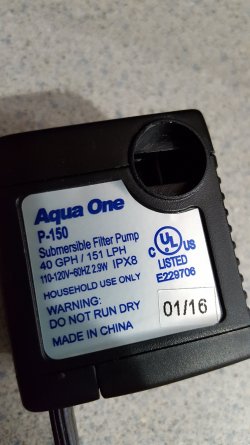 Aqua One
P-150
Submersible Filter Pump
40 GPH / 151 LPH
110-120V~60HZ 2.9W IPX8
HOUSEHOLD USE ONLY
WARNING:
DO NOT RUN DRY
MADE IN CHINA
C UL US
LISTED
E229706
01/16